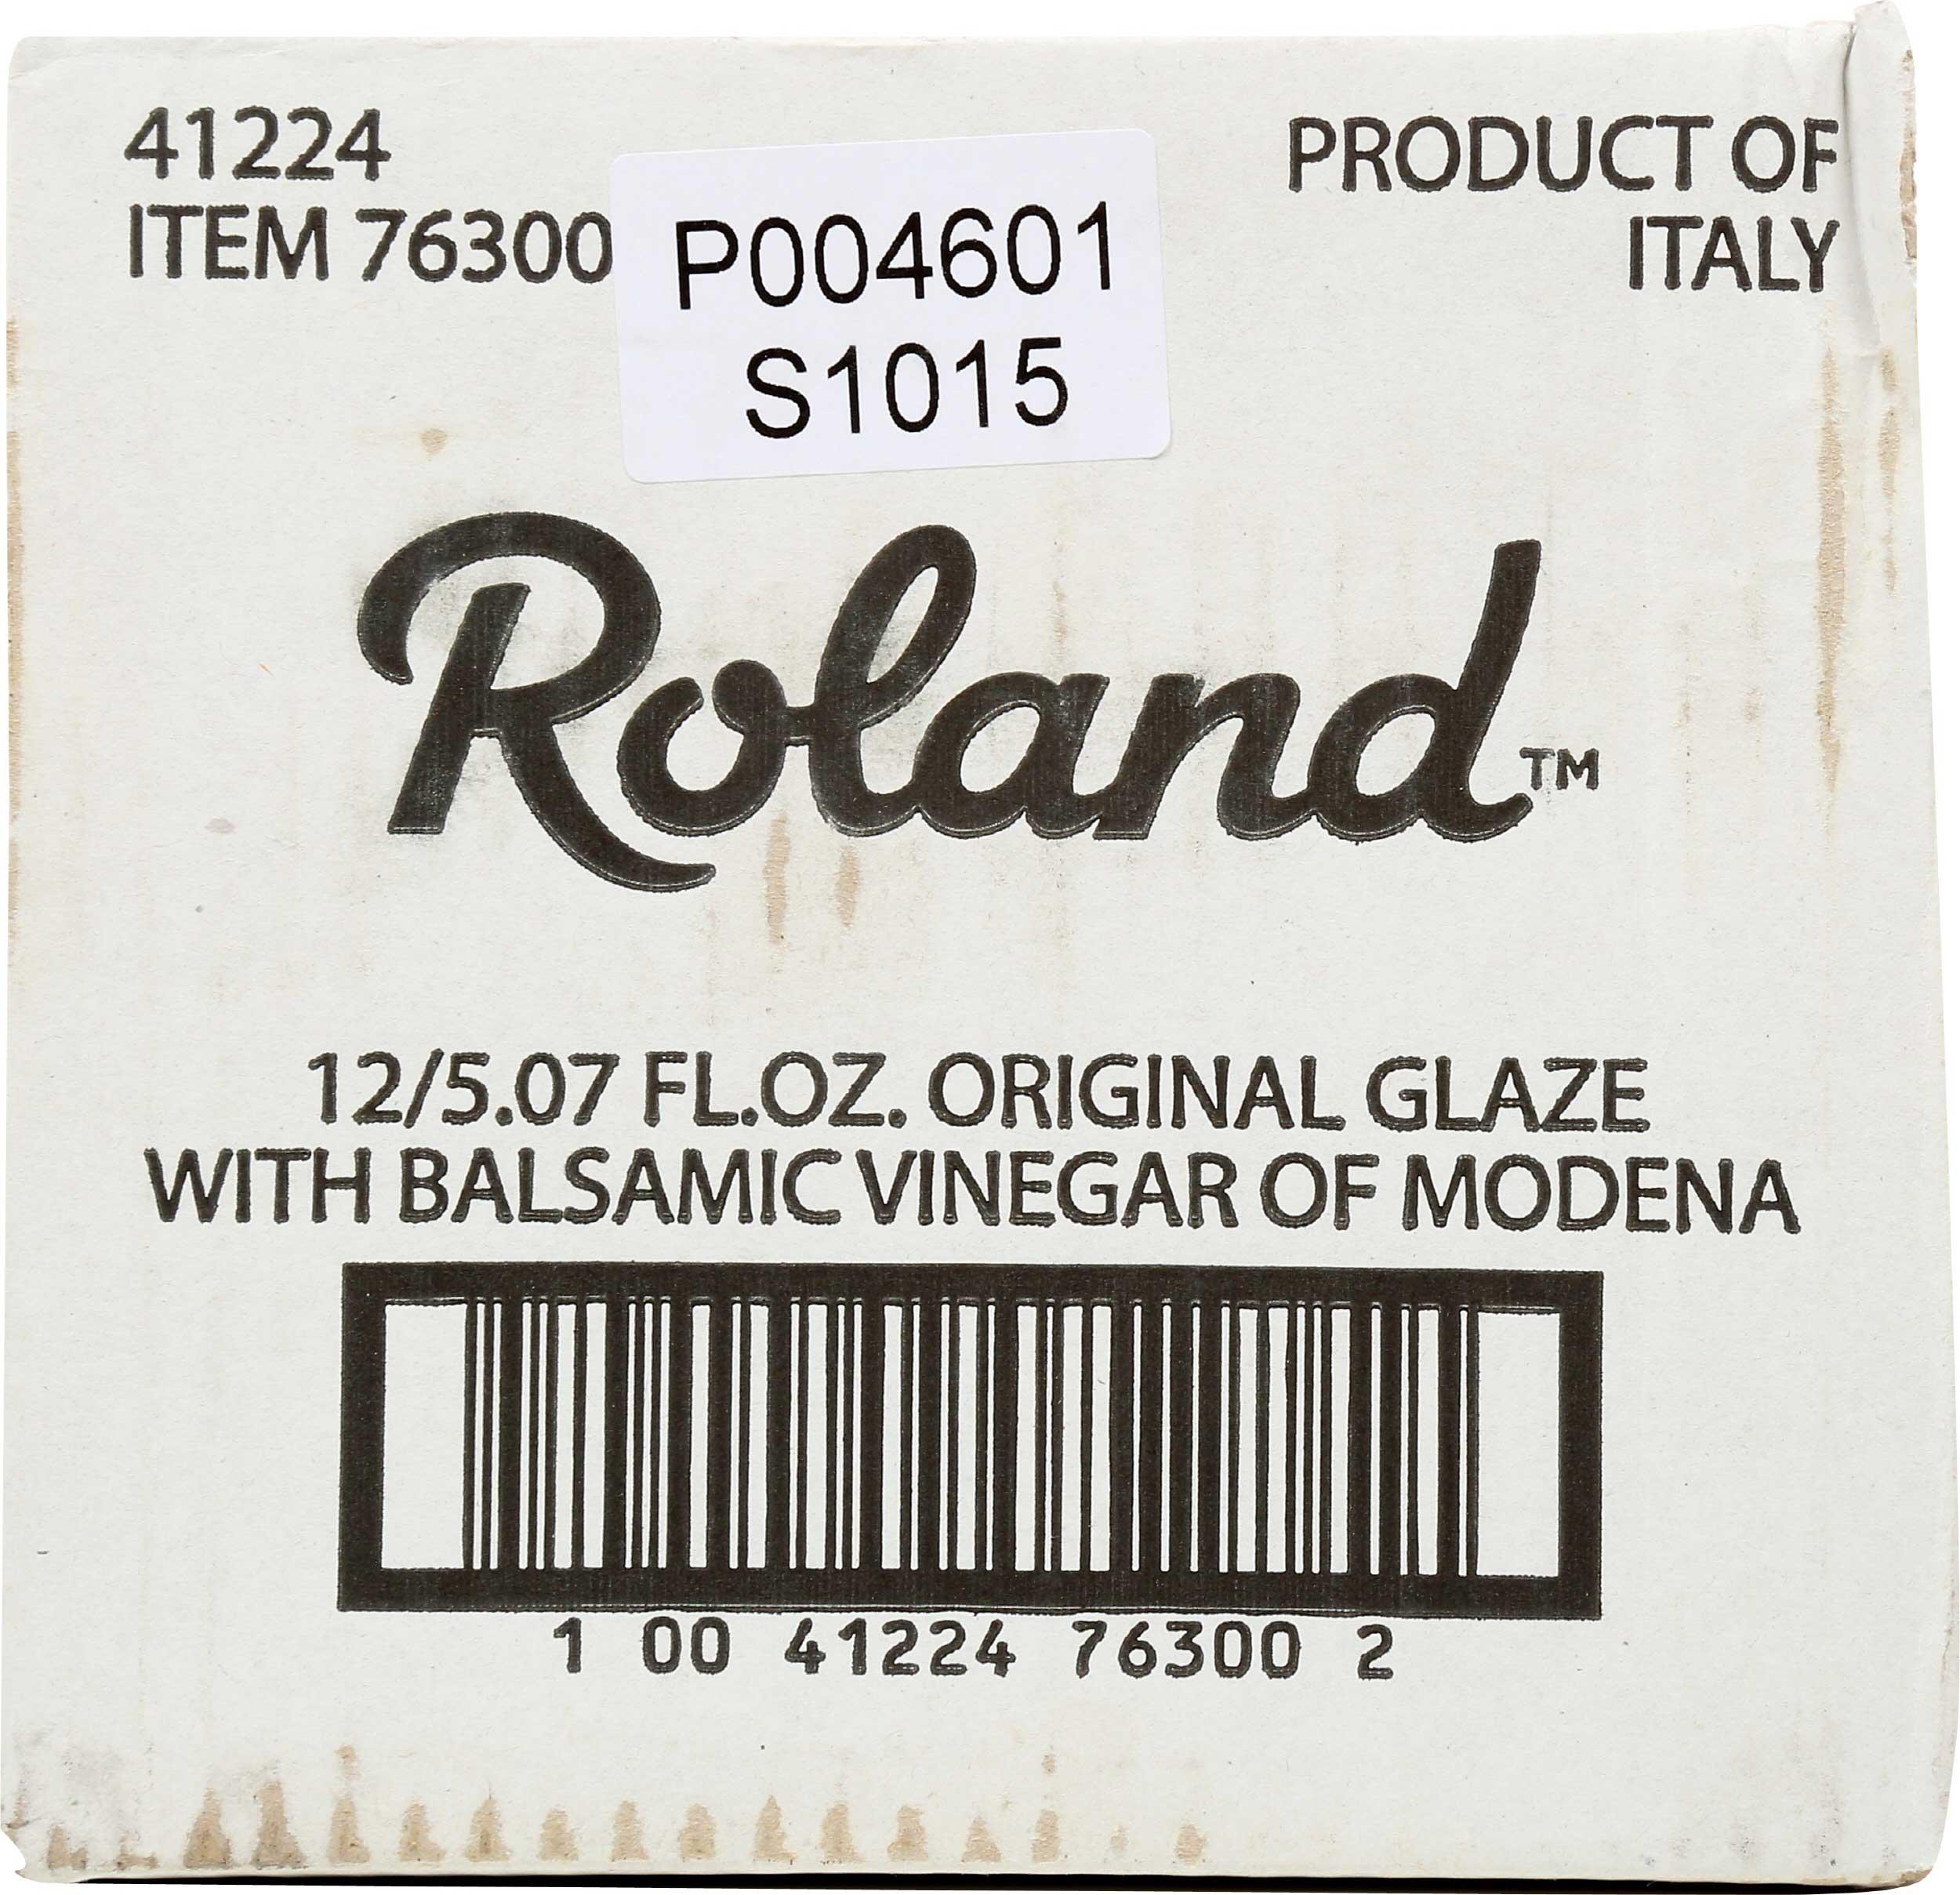 41224
ITEM 76300
PRODUCT OF
ITALY
P004601
S1015
Roland™
12/5.07 FL.OZ. ORIGINAL GLAZE
WITH BALSAMIC VINEGAR OF MODENA
1 00 41224 76300 2